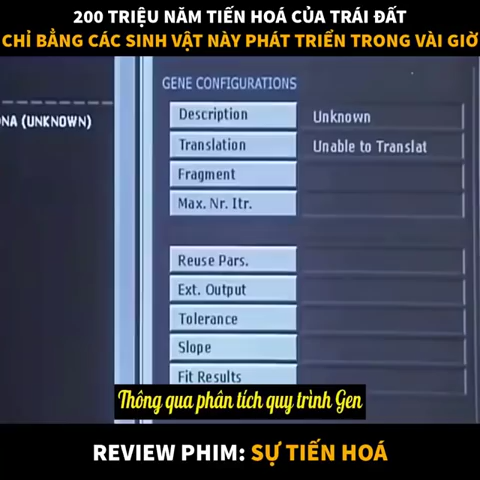 200 TRIỆU NĂM TIẾN HOÁ CỦA TRÁI ĐẤT
CHỈ BẰNG CÁC SINH VẬT NÀY PHÁT TRIỂN TRONG VÀI GIỜ
GENE CONFIGURATIONS
NA (UNKNOWN)
Description Unknown
Translation Unable to Translat
Fragment
Max. Nr. Itr.
Reuse Pars.
Ext. Output
Tolerance
Slope
Fit Results
Thông qua phân tích quy trình Gen
REVIEW PHIM: SỰ TIẾN HOÁ